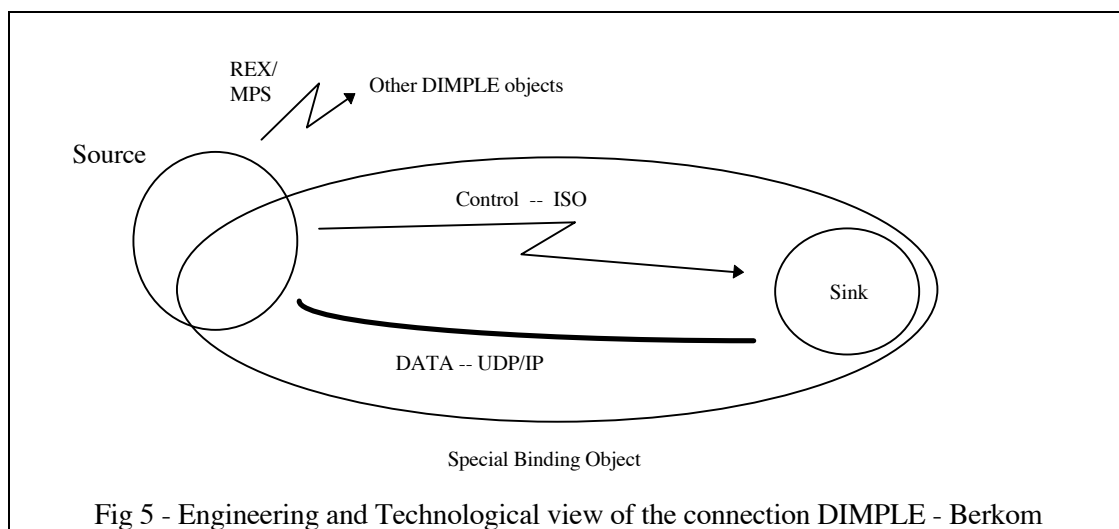 REX/
MPS
Other DIMPLE objects
Source
Control -- ISO
Sink
DATA -- UDP/IP
Special Binding Object
Fig 5 - Engineering and Technological view of the connection DIMPLE - Berkom